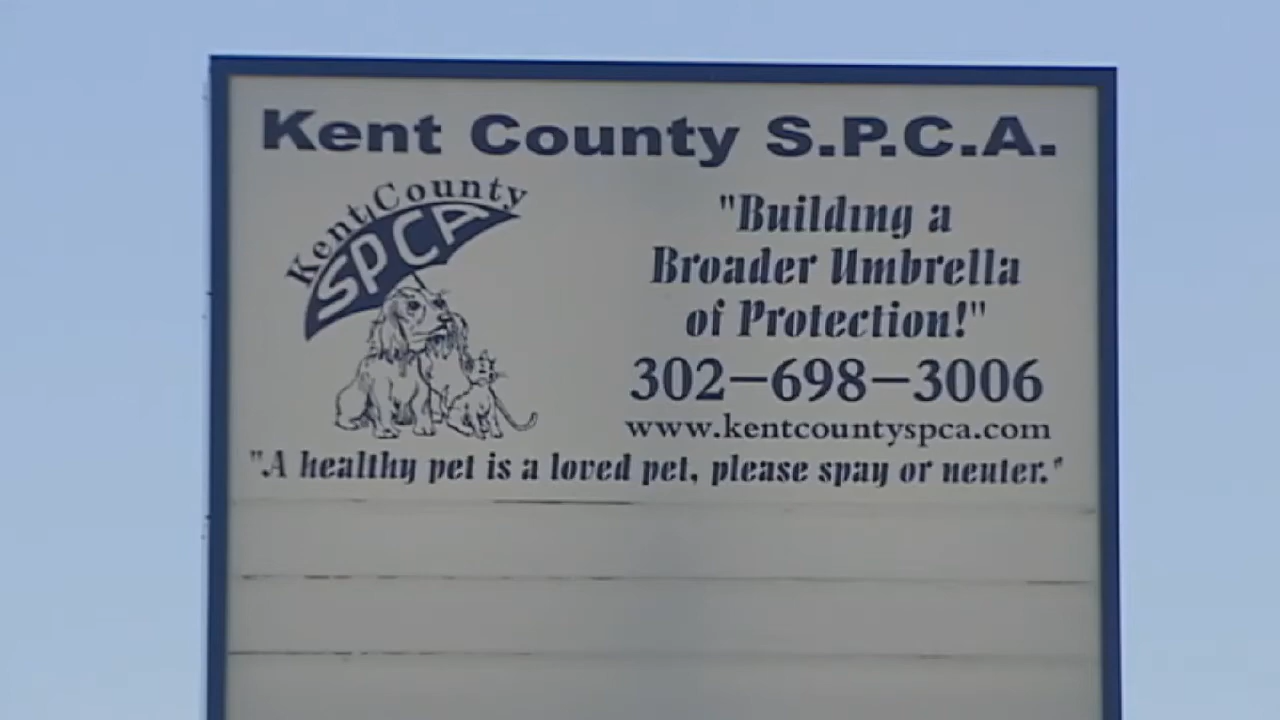 Kent County S.P.C.A.
Kent County
SPCA
"Building a
Broader Umbrella
of Protection!"
302-698-3006
www.kentcountyspca.com
"A healthy pet is a loved pet, please spay or neuter."